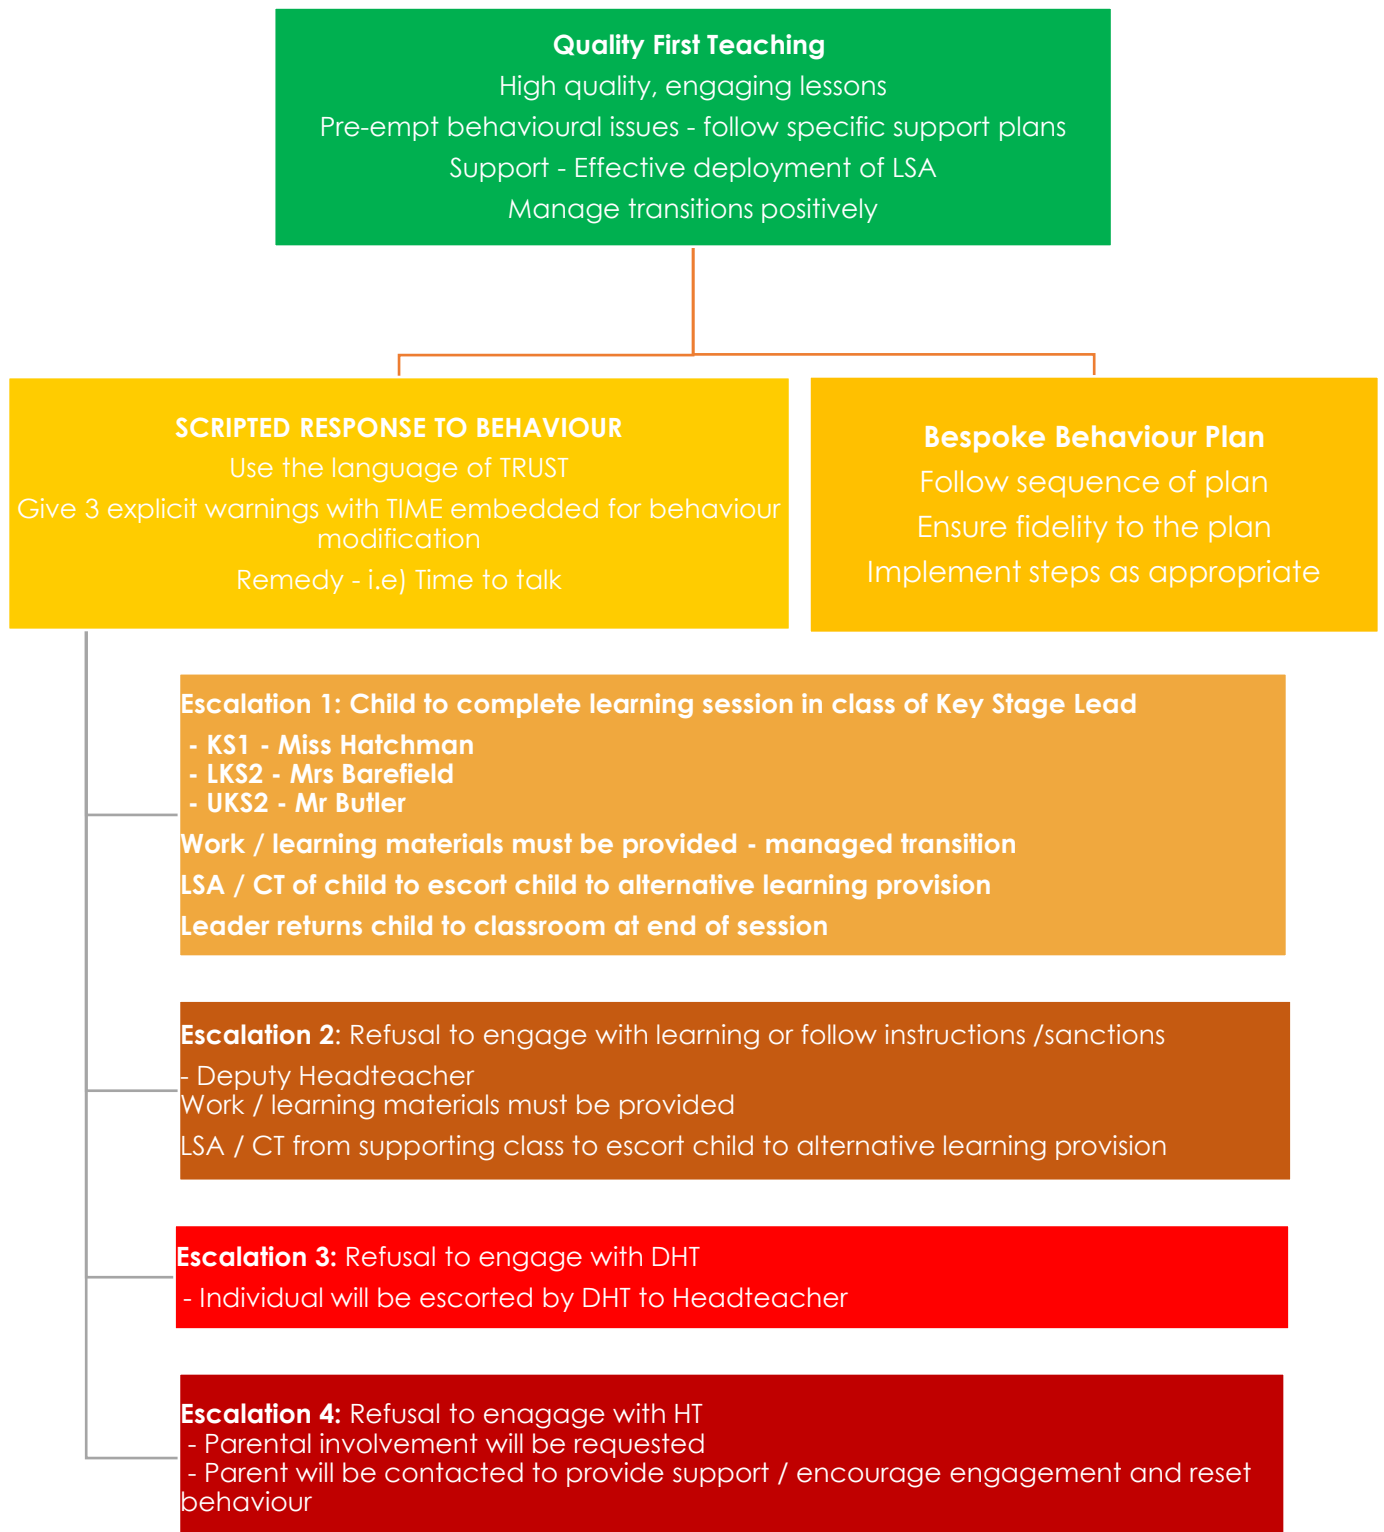 Quality First Teaching
High quality, engaging lessons
Pre-empt behavioural issues - follow specific support plans
Support - Effective deployment of LSA
Manage transitions positively
SCRIPTED RESPONSE TO BEHAVIOUR
Use the language of TRUST
Give 3 explicit warnings with TIME embedded for behaviour
modification
Remedy - i.e) Time to talk
Bespoke Behaviour Plan
Follow sequence of plan
Ensure fidelity to the plan
Implement steps as appropriate
Escalation 1: Child to complete learning session in class of Key Stage Lead
- KS1 - Miss Hatchman
- LKS2 - Mrs Barefield
- UKS2 - Mr Butler
Work / learning materials must be provided - managed transition
LSA / CT of child to escort child to alternative learning provision
Leader returns child to classroom at end of session
Escalation 2: Refusal to engage with learning or follow instructions /sanctions
- Deputy Headteacher
Work / learning materials must be provided
LSA / CT from supporting class to escort child to alternative learning provision
Escalation 3: Refusal to engage with DHT
- Individual will be escorted by DHT to Headteacher
Escalation 4: Refusal to enagage with HT
- Parental involvement will be requested
- Parent will be contacted to provide support / encourage engagement and reset
behaviour